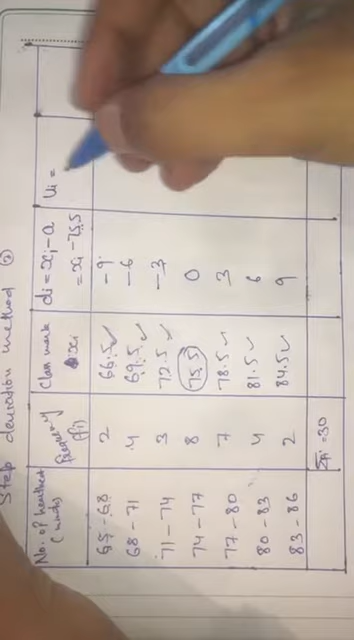 Step deviation method
No. of heartbeat (min)
Frequency (fi)
Class mark xi
di = xi - a = xi - 75.5
ui =
65-68 2 66.5 ✓ -9
68-71 4 69.5 ✓ -6
71-74 3 72.5 ✓ -3
74-77 8 75.5 0
77-80 7 78.5 ✓ 3
80-83 4 81.5 ✓ 6
83-86 2 84.5 ✓ 9
Σfi = 30